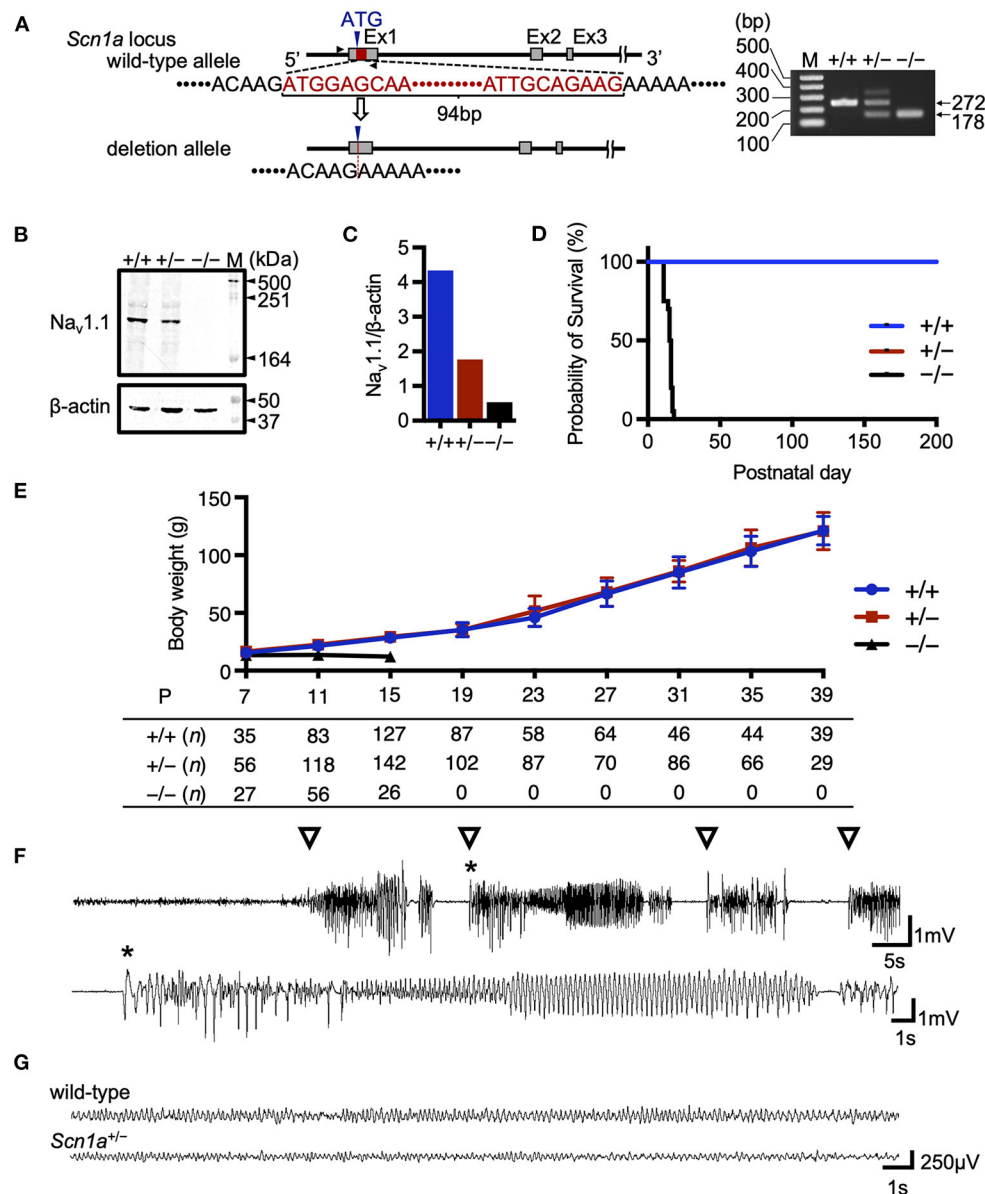 A
Scn1a locus
wild-type allele
ATG
5’ Ex1 Ex2 Ex3 3’
•••••ACAAGATGGAGCAA•••••••••ATTGCAGAAGAAAAA•••••
94bp
deletion allele
•••••ACAAGAAAAA•••••
(bp)
M +/+ +/− −/−
500
400
300
200
100
272
178
B
+/+ +/− −/− M (kDa)
Nav1.1
500
251
164
β-actin
50
37
C
Nav1.1/β-actin
5
4
3
2
1
0
+/+ +/− −/−
D
Probability of Survival (%)
100
50
0
0 50 100 150 200
Postnatal day
+/+
+/−
−/−
E
Body weight (g)
150
100
50
0
+/+
+/−
−/−
P 7 11 15 19 23 27 31 35 39
+/+ (n) 35 83 127 87 58 64 46 44 39
+/− (n) 56 118 142 102 87 70 86 66 29
−/− (n) 27 56 26 0 0 0 0 0 0
F
*
1mV
5s
*
1mV
1s
G
wild-type
Scn1a+/−
250μV
1s